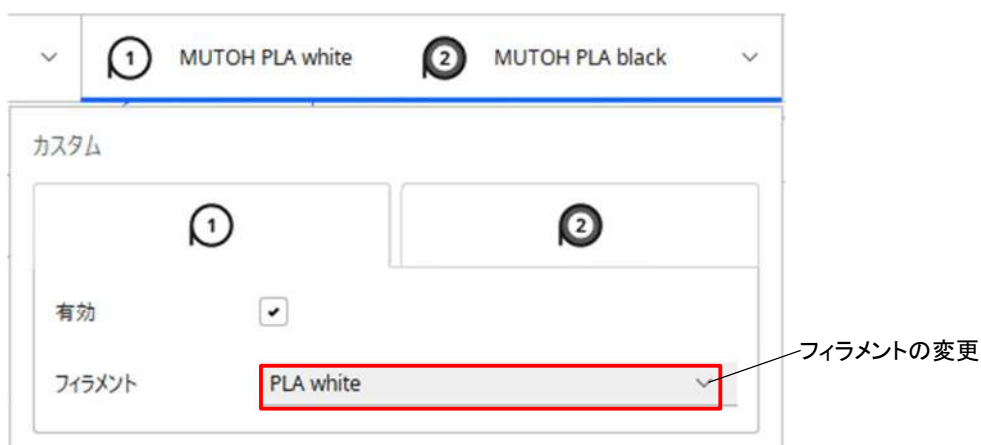 1 MUTOH PLA white 2 MUTOH PLA black
カスタム
1 2
有効
フィラメント PLA white
フィラメントの変更